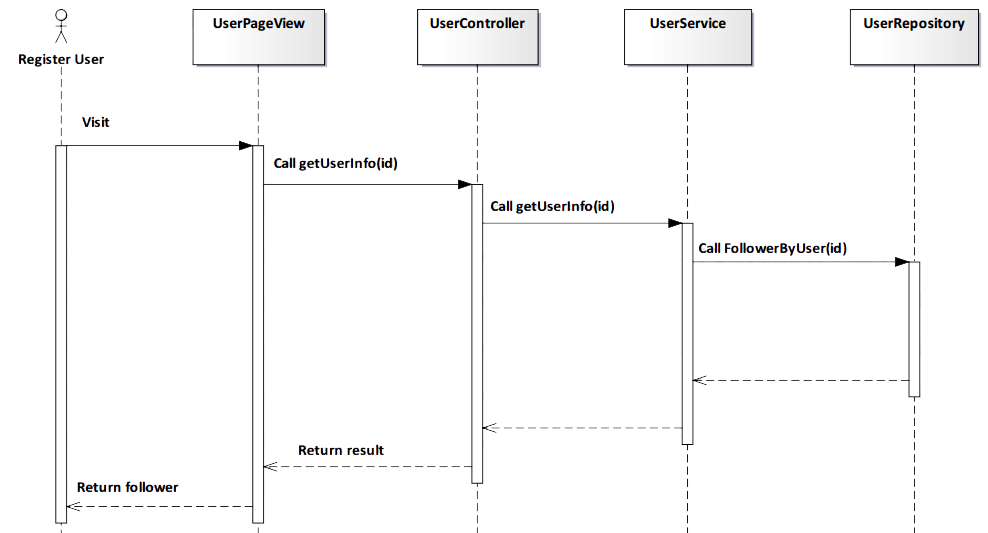 Register User
UserPageView
UserController
UserService
UserRepository
Visit
Call getUserInfo(id)
Call getUserInfo(id)
Call FollowerByUser(id)
Return result
Return follower